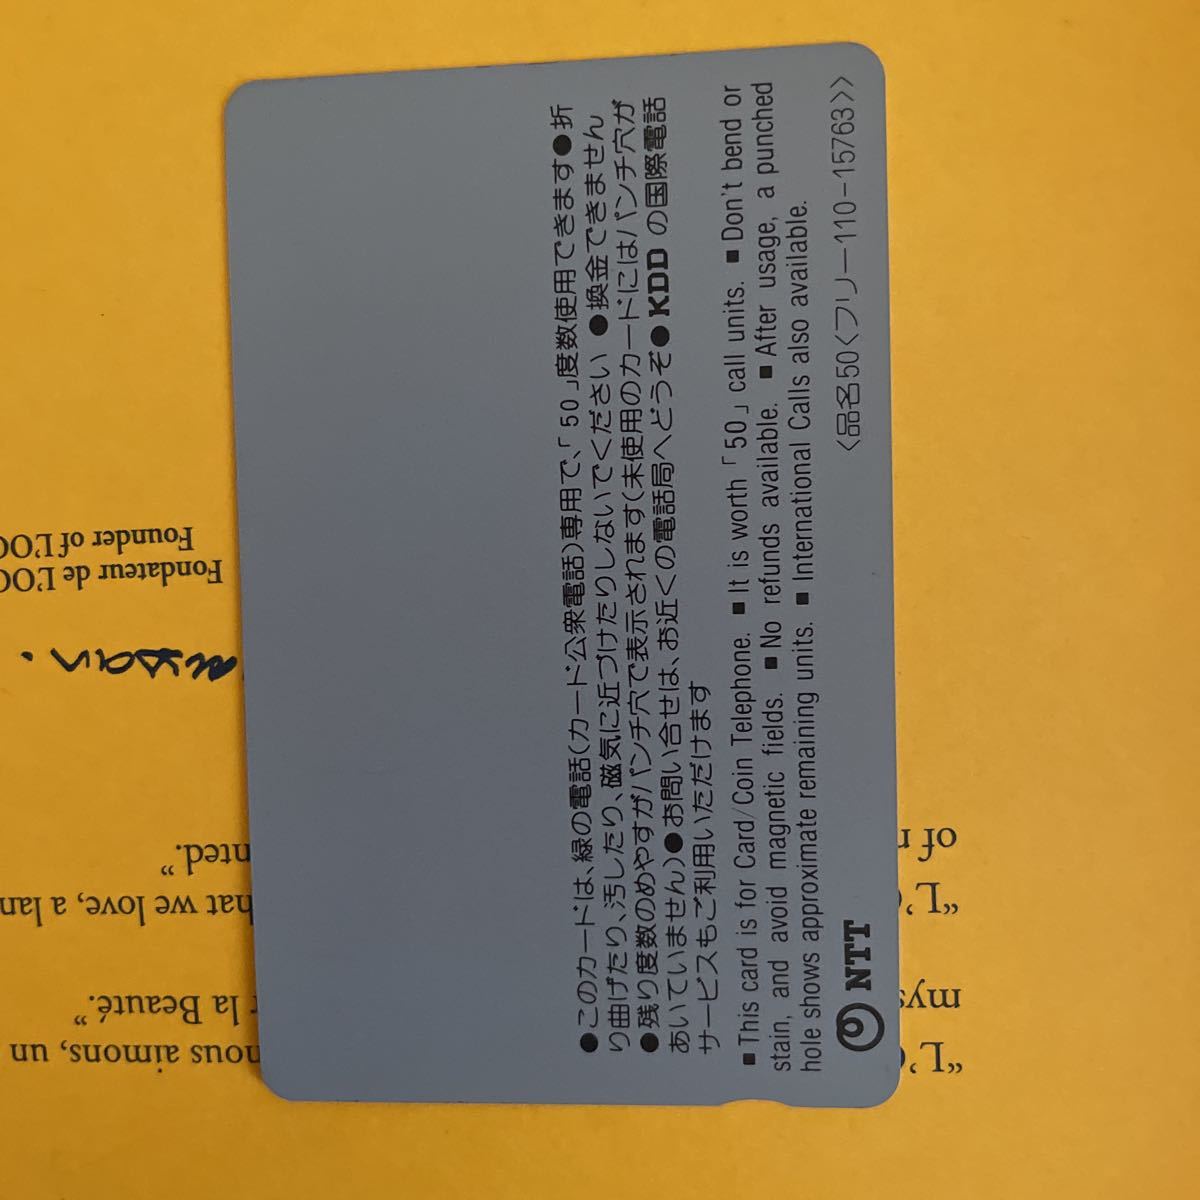 ●このカードは、緑の電話(カード公衆電話)専用で、「50」度数使用できます●折
り曲げたり、汚したり、磁気に近づけたりしないでください ●換金できません
●残り度数のめやすがパンチ穴で表示されます(未使用のカードにはパンチ穴が
あいていません)●お問い合せは、お近くの電話局へどうぞ●KDDの国際電話
サービスもご利用いただけます
■This card is for Card/Coin Telephone. ■It is worth「50」call units. ■Don't bend or
stain, and avoid magnetic fields. ■No refunds available. ■After usage, a punched
hole shows approximate remaining units. ■International Calls also available.
NTT
〈品名50〈フリー110-15763〉〉
"L'
nous aimons, un
mys
r la Beauté."
"L'
hat we love, a lan
of n
nted."
Fondateur de L'OC
Founder of L'OC